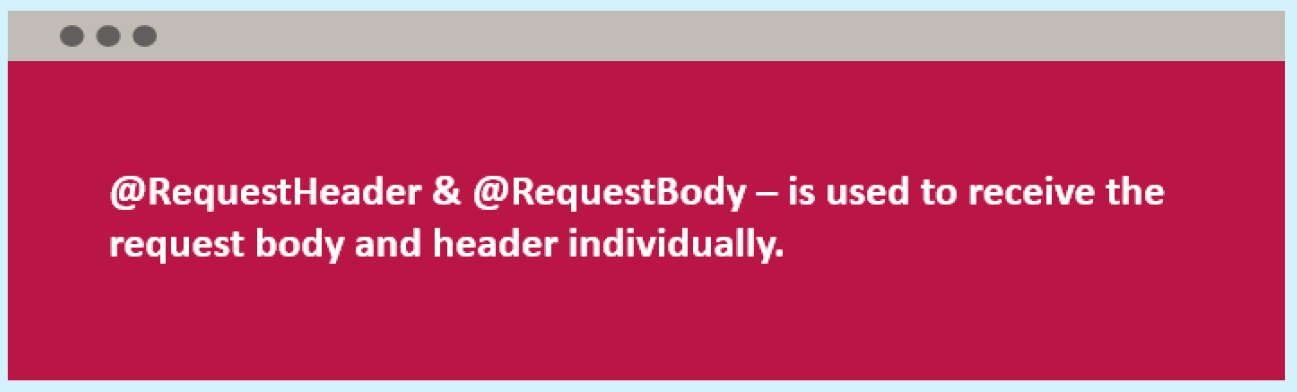 @RequestHeader & @RequestBody – is used to receive the
request body and header individually.